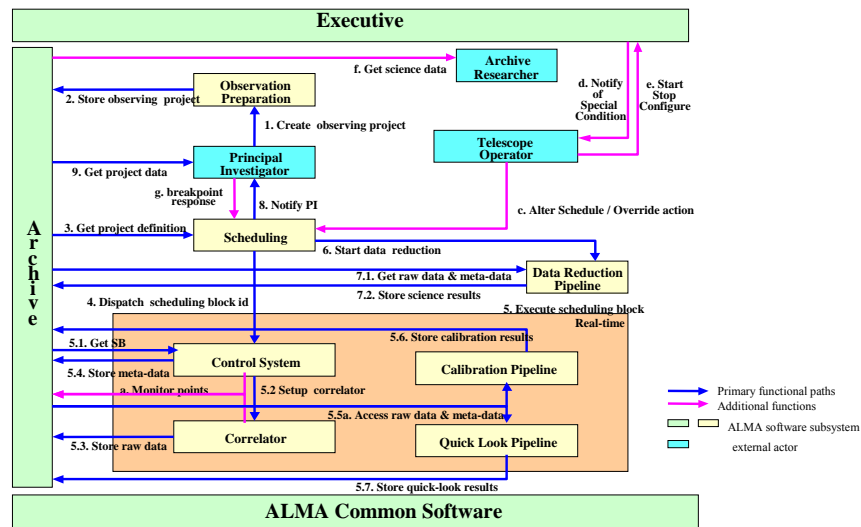 Executive
f. Get science data
Archive
Researcher
d. Notify
of
Special
Condition
e. Start
Stop
Configure
2. Store observing project
Observation
Preparation
1. Create observing project
Telescope
Operator
9. Get project data
Principal
Investigator
g. breakpoint
response
8. Notify PI
c. Alter Schedule / Override action
Archive
3. Get project definition
Scheduling
6. Start data reduction
7.1. Get raw data & meta-data
Data Reduction
Pipeline
7.2. Store science results
4. Dispatch scheduling block id
5. Execute scheduling block
Real-time
5.6. Store calibration results
5.1. Get SB
Control System
Calibration Pipeline
5.4. Store meta-data
a. Monitor points
5.2 Setup correlator
5.5a. Access raw data & meta-data
5.3. Store raw data
Correlator
Quick Look Pipeline
5.7. Store quick-look results
Primary functional paths
Additional functions
ALMA software subsystem
external actor
ALMA Common Software